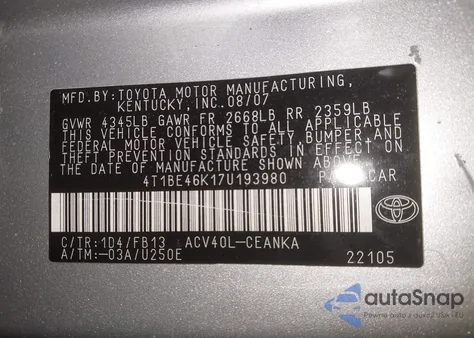 MFD.BY:TOYOTA MOTOR MANUFACTURING,
KENTUCKY,INC.08/07
GVWR 4345LB GAWR FR 2668LB RR 2359LB
THIS VEHICLE CONFORMS TO ALL APPLICABLE
FEDERAL MOTOR VEHICLE SAFETY, BUMPER, AND
THEFT PREVENTION STANDARDS IN EFFECT ON
THE DATE OF MANUFACTURE SHOWN ABOVE.
4T1BE46K17U193980 PASS.CAR
C/TR:1D4/FB13 ACV40L-CEANKA
A/TM:-03A/U250E 22105
autoSnap